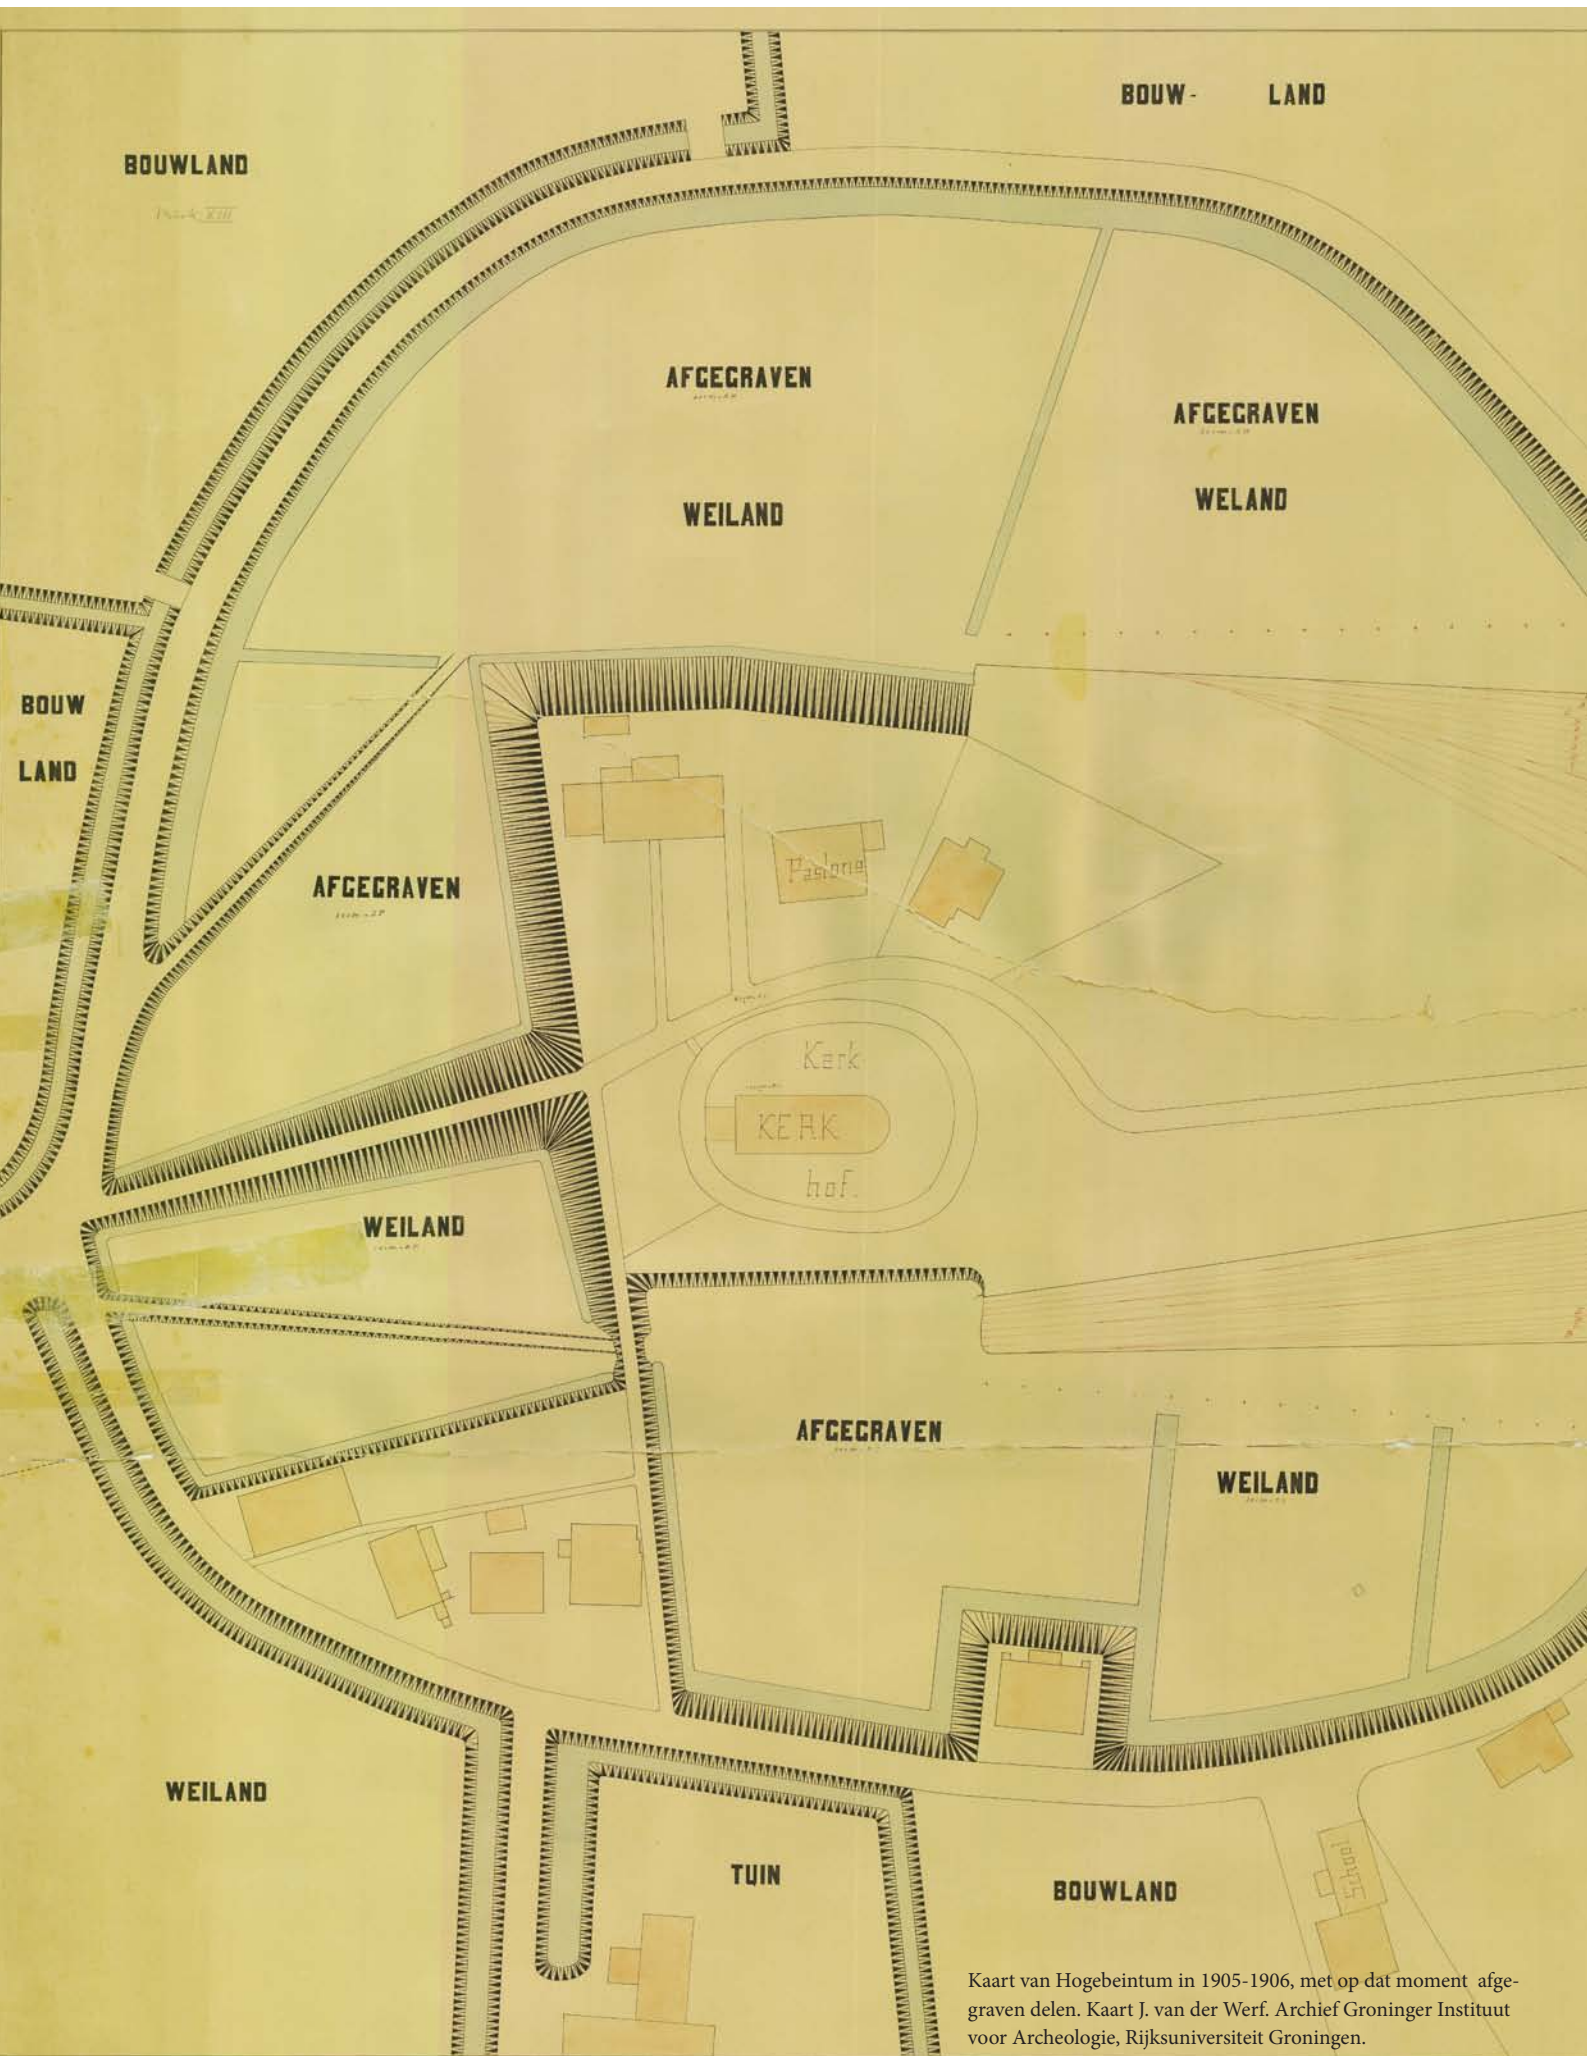 BOUW- LAND
BOUWLAND
XIII
AFGEGRAVEN
AFGEGRAVEN
WEILAND
WELAND
BOUW
LAND
AFGEGRAVEN
Pastorie
Kerk
KERK
hof.
WEILAND
AFGEGRAVEN
WEILAND
WEILAND
TUIN
BOUWLAND
School
Kaart van Hogebeintum in 1905-1906, met op dat moment afge-
graven delen. Kaart J. van der Werf. Archief Groninger Instituut
voor Archeologie, Rijksuniversiteit Groningen.